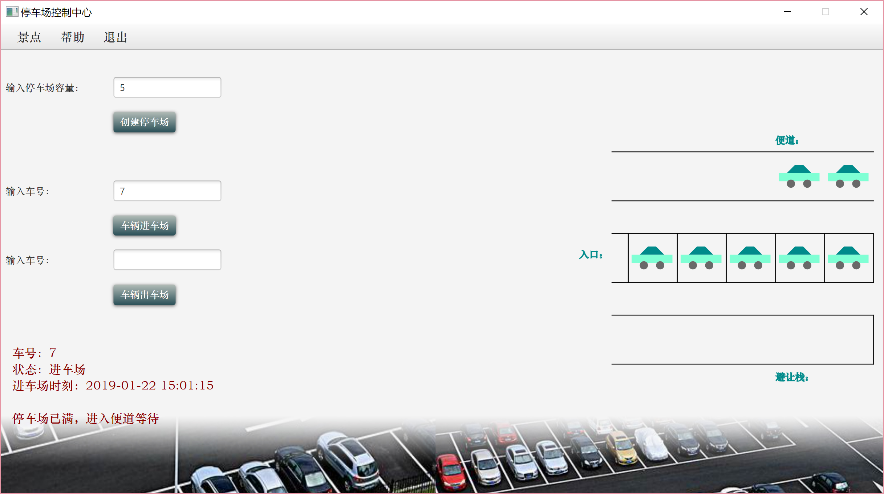 停车场控制中心
景点 帮助 退出
输入停车场容量: 5
创建停车场
便道:
输入车号: 7
车辆进车场
输入车号:
入口:
车辆出车场
车号: 7
状态: 进车场
进车场时刻: 2019-01-22 15:01:15
避让栈:
停车场已满，进入便道等待